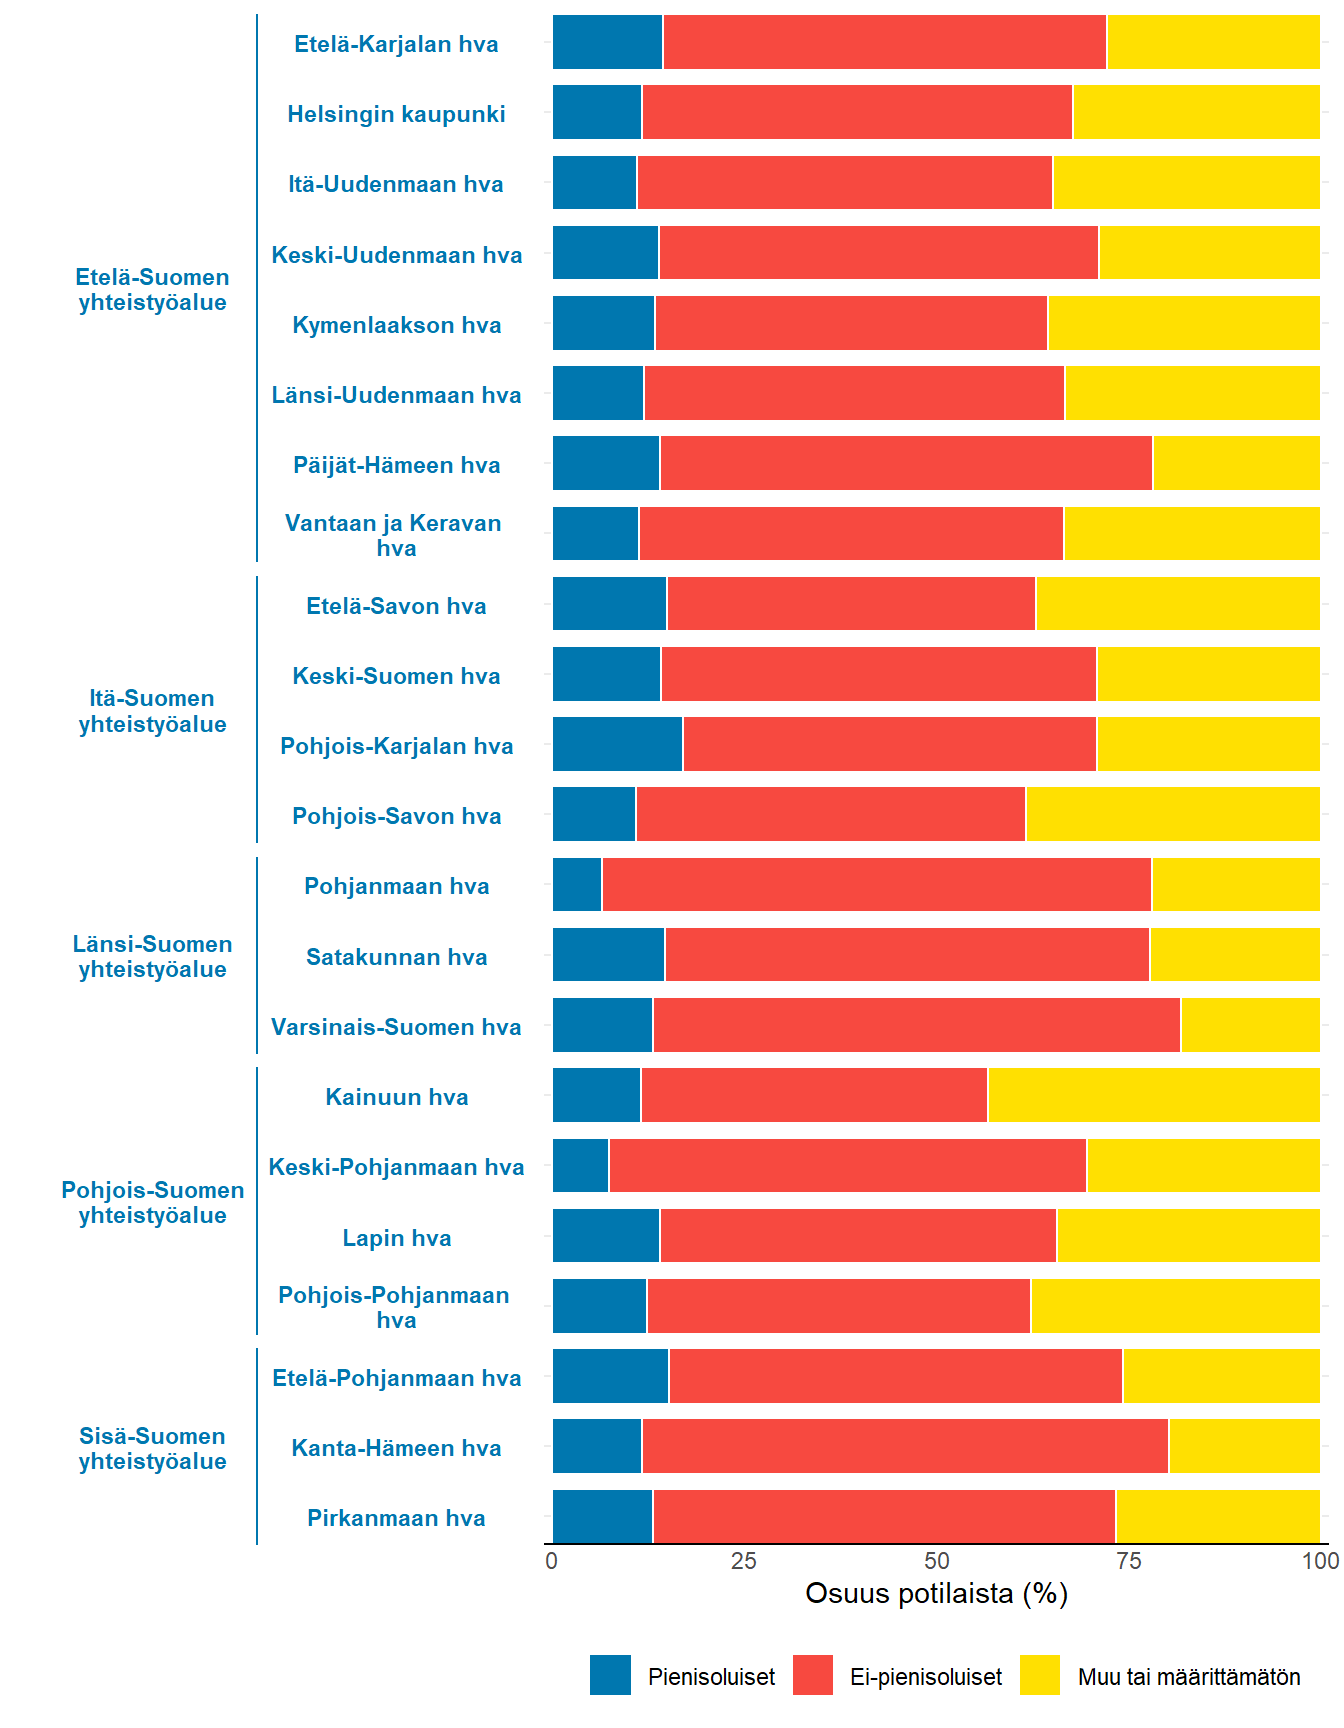 Etelä-Suomen
yhteistyöalue
Etelä-Karjalan hva
Helsingin kaupunki
Itä-Uudenmaan hva
Keski-Uudenmaan hva
Kymenlaakson hva
Länsi-Uudenmaan hva
Päijät-Hämeen hva
Vantaan ja Keravan
hva
Itä-Suomen
yhteistyöalue
Etelä-Savon hva
Keski-Suomen hva
Pohjois-Karjalan hva
Pohjois-Savon hva
Länsi-Suomen
yhteistyöalue
Pohjanmaan hva
Satakunnan hva
Varsinais-Suomen hva
Pohjois-Suomen
yhteistyöalue
Kainuun hva
Keski-Pohjanmaan hva
Lapin hva
Pohjois-Pohjanmaan
hva
Sisä-Suomen
yhteistyöalue
Etelä-Pohjanmaan hva
Kanta-Hämeen hva
Pirkanmaan hva
0 25 50 75 100
Osuus potilaista (%)
Pienisoluiset Ei-pienisoluiset Muu tai määrittämätön